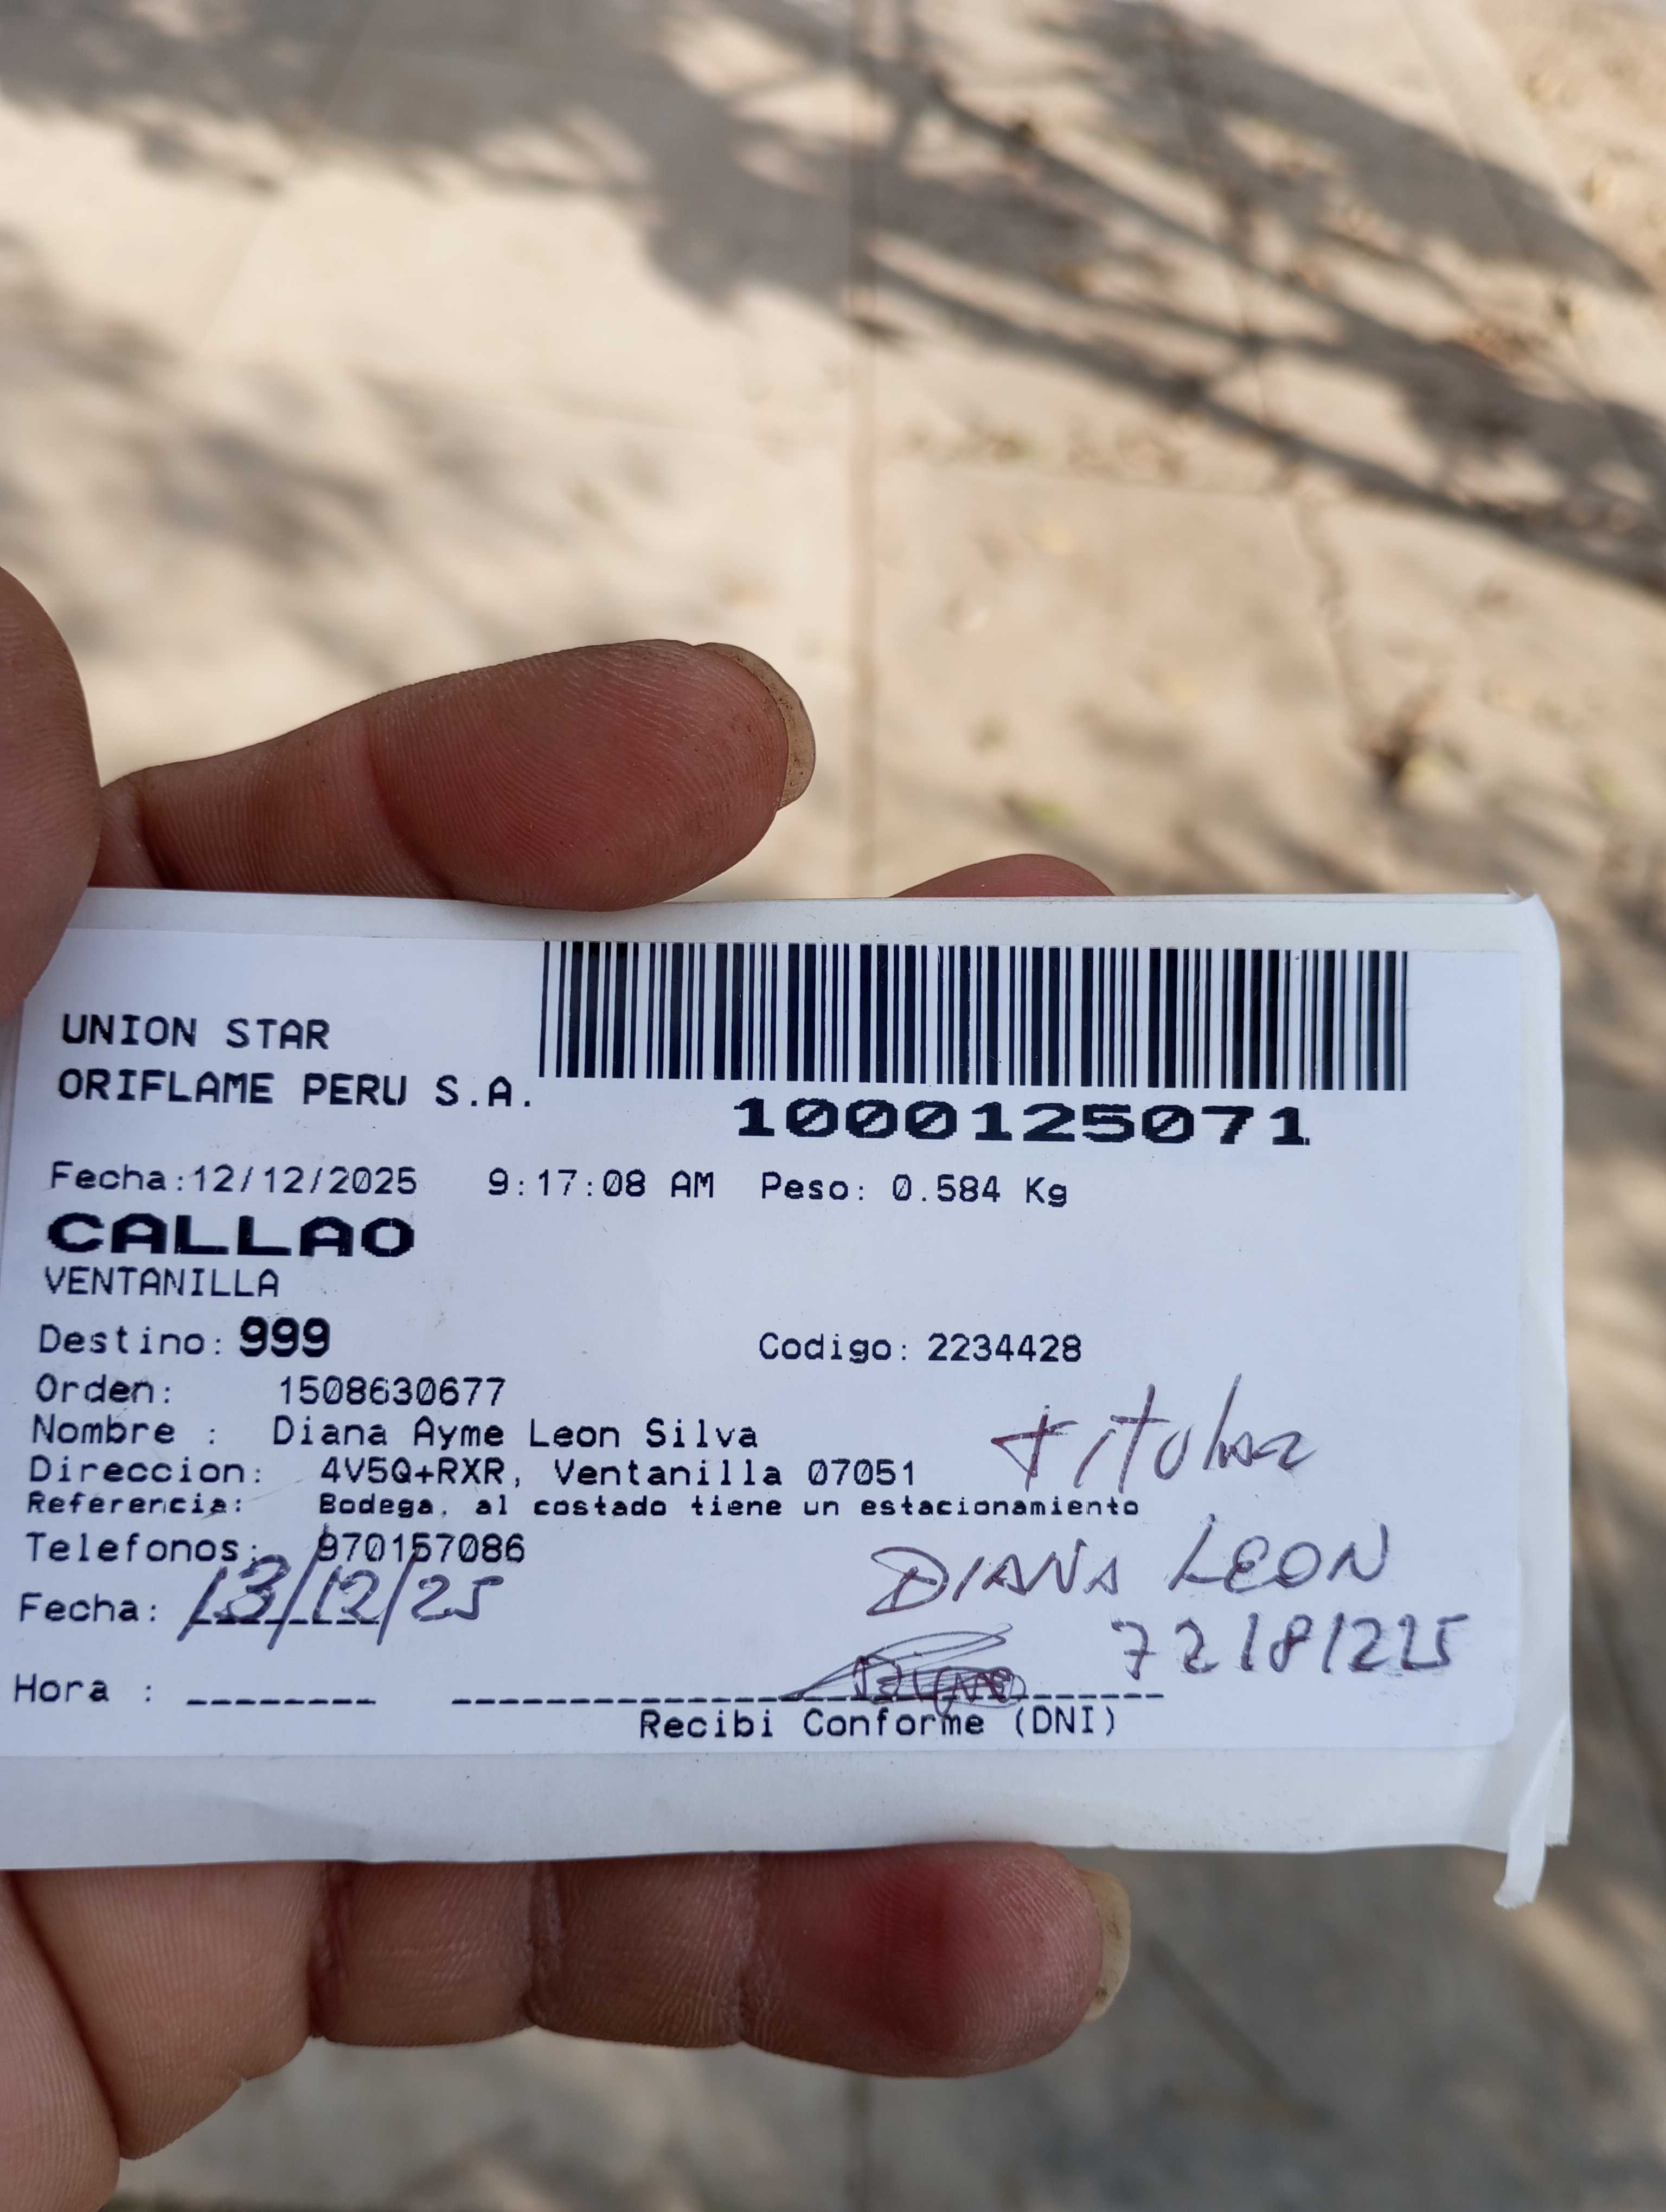 UNION STAR
ORIFLAME PERU S.A.
1000125071
Fecha:12/12/2025 9:17:08 AM Peso: 0.584 Kg
CALLAO
VENTANILLA
Destino: 999 Codigo: 2234428
Orden: 1508630677
Nombre : Diana Ayme Leon Silva
titular
Direccion: 4V5Q+RXR, Ventanilla 07051
Referencia: Bodega, al costado tiene un estacionamiento
Telefonos: 970157086
DIANA LEON
Fecha: 13/12/25
72181225
Hora :
Recibi Conforme (DNI)